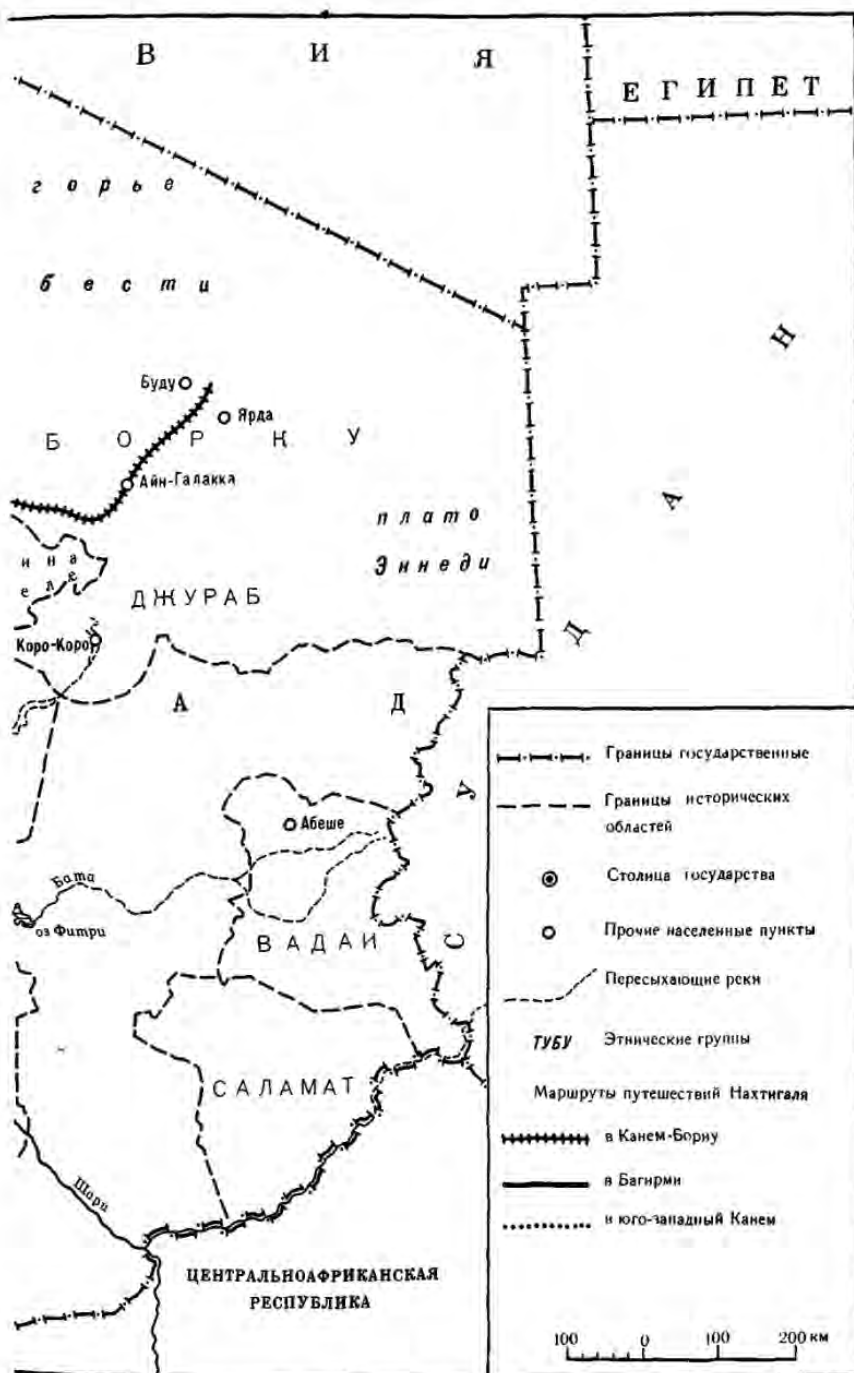 В И Я
ЕГИПЕТ
горье
бести
Н
Буду
Ярда
БОРКУ
Айн-Галакка
А
плато
Эннеди
ина
еле
ДЖУРАБ
Д
Коро-Коро
А Д
У
Абеше
Бата
оз Фитри
ВАДАИ
С
САЛАМАТ
Шари
ЦЕНТРАЛЬНОАФРИКАНСКАЯ
РЕСПУБЛИКА
Границы государственные
Границы исторических
областей
Столица государства
Прочие населенные пункты
Пересыхающие реки
ТУБУ Этнические группы
Маршруты путешествий Нахтигаля
в Канем-Борну
в Багирми
в юго-западный Канем
100 0 100 200 км